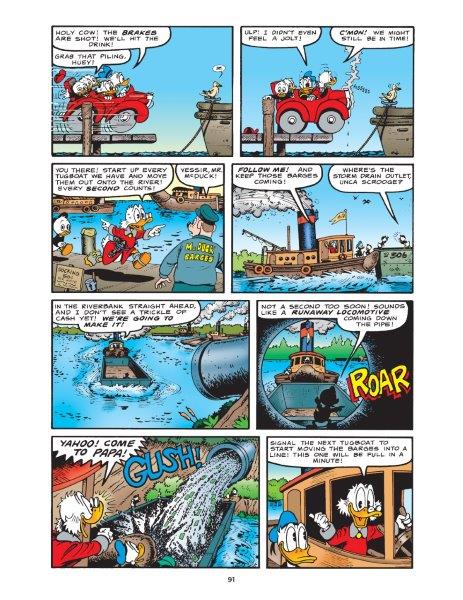 HOLY COW! THE BRAKES
ARE SHOT! WE'LL HIT THE
DRINK!
GRAB THAT PILING,
HUEY!
ULP! I DIDN'T EVEN
FEEL A JOLT!
C'MON! WE MIGHT
STILL BE IN TIME!
YOU THERE! START UP EVERY
TUGBOAT WE HAVE AND MOVE
THEM OUT ONTO THE RIVER!
EVERY SECOND COUNTS!
YESSIR, MR.
McDUCK!
McDUCK
BARGES
DOCKING
50¢
FOLLOW ME! AND
KEEP THOSE BARGES
COMING!
WHERE'S THE
STORM DRAIN OUTLET,
UNCA SCROOGE?
306
IN THE RIVERBANK STRAIGHT AHEAD,
AND I DON'T SEE A TRICKLE OF
CASH YET! WE'RE GOING TO
MAKE IT!
NOT A SECOND TOO SOON! SOUNDS
LIKE A RUNAWAY LOCOMOTIVE
COMING DOWN
THE PIPE!
ROAR
YAHOO! COME
TO PAPA!
GUSH!
SIGNAL THE NEXT TUGBOAT TO
START MOVING THE BARGES INTO A
LINE! THIS ONE WILL BE FULL IN A
MINUTE!
91